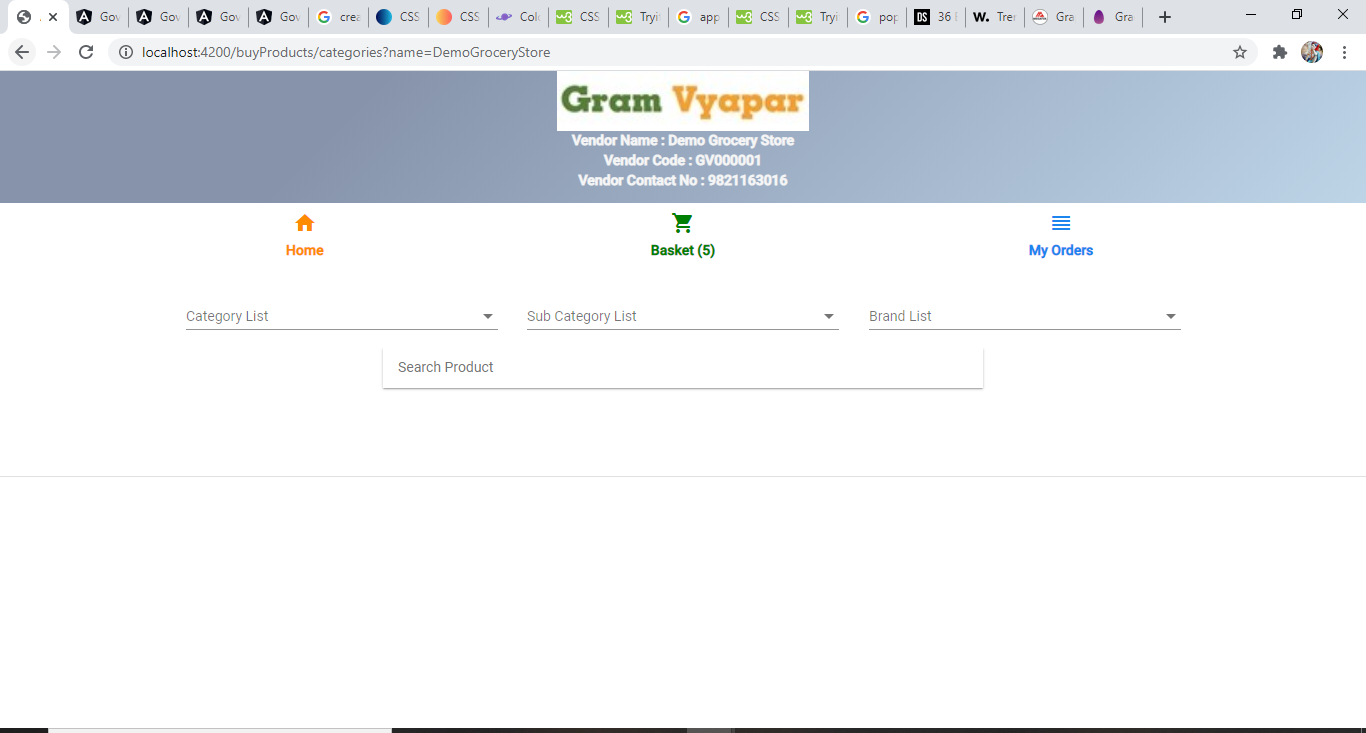 Gov Gov Gov Gov crea CSS CSS Colo CSS Tryi app CSS Tryi pop DS 36 W. Tren Gra Gra
localhost:4200/buyProducts/categories?name=DemoGroceryStore
Gram Vyapar
Vendor Name : Demo Grocery Store
Vendor Code : GV000001
Vendor Contact No : 9821163016
Home Basket (5) My Orders
Category List Sub Category List Brand List
Search Product